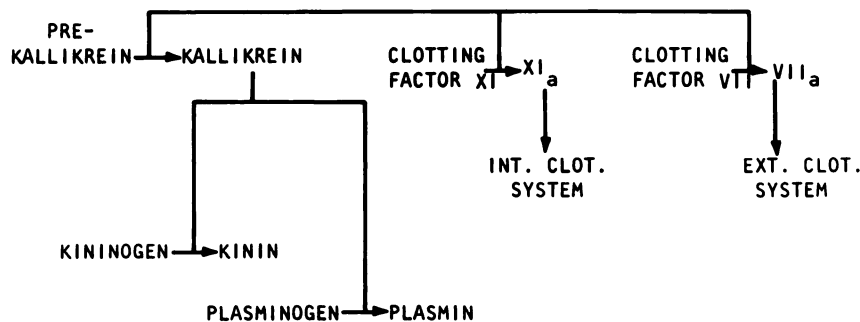 PRE-
KALLIKREIN KALLIKREIN
CLOTTING
FACTOR XI XIa
CLOTTING
FACTOR VII VIIa
INT. CLOT.
SYSTEM
EXT. CLOT.
SYSTEM
KININOGEN KININ
PLASMINOGEN PLASMIN